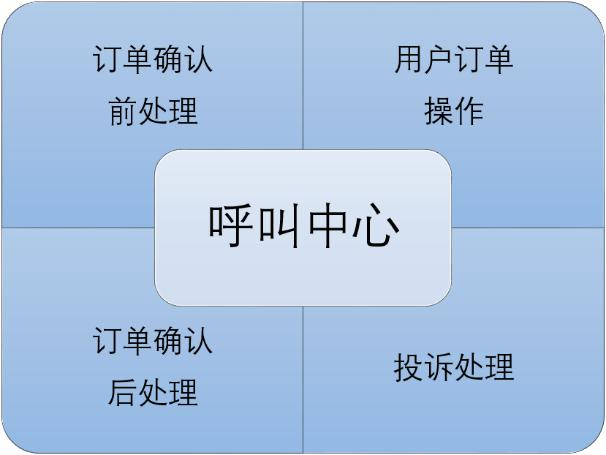 订单确认
前处理
用户订单
操作
呼叫中心
订单确认
后处理
投诉处理